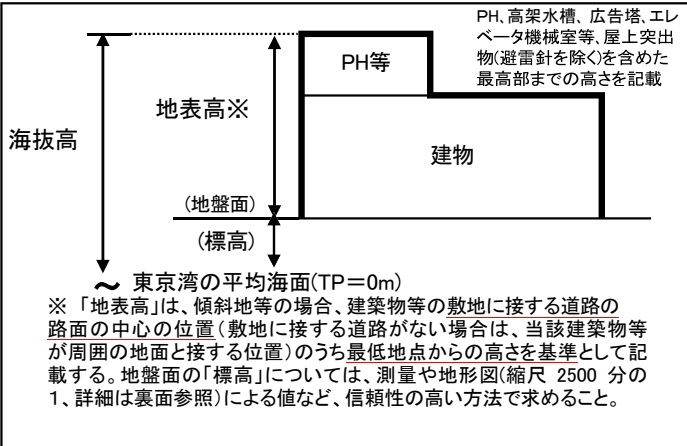 PH、高架水槽、広告塔、エレ
ベータ機械室等、屋上突出
物(避雷針を除く)を含めた
最高部までの高さを記載
PH等
地表高※
海抜高
建物
(地盤面)
(標高)
～ 東京湾の平均海面(TP＝0m)
※ 「地表高」は、傾斜地等の場合、建築物等の敷地に接する道路の
路面の中心の位置(敷地に接する道路がない場合は、当該建築物等
が周囲の地面と接する位置)のうち最低地点からの高さを基準として記
載する。地盤面の「標高」については、測量や地形図(縮尺 2500 分の
１、詳細は裏面参照)による値など、信頼性の高い方法で求めること。